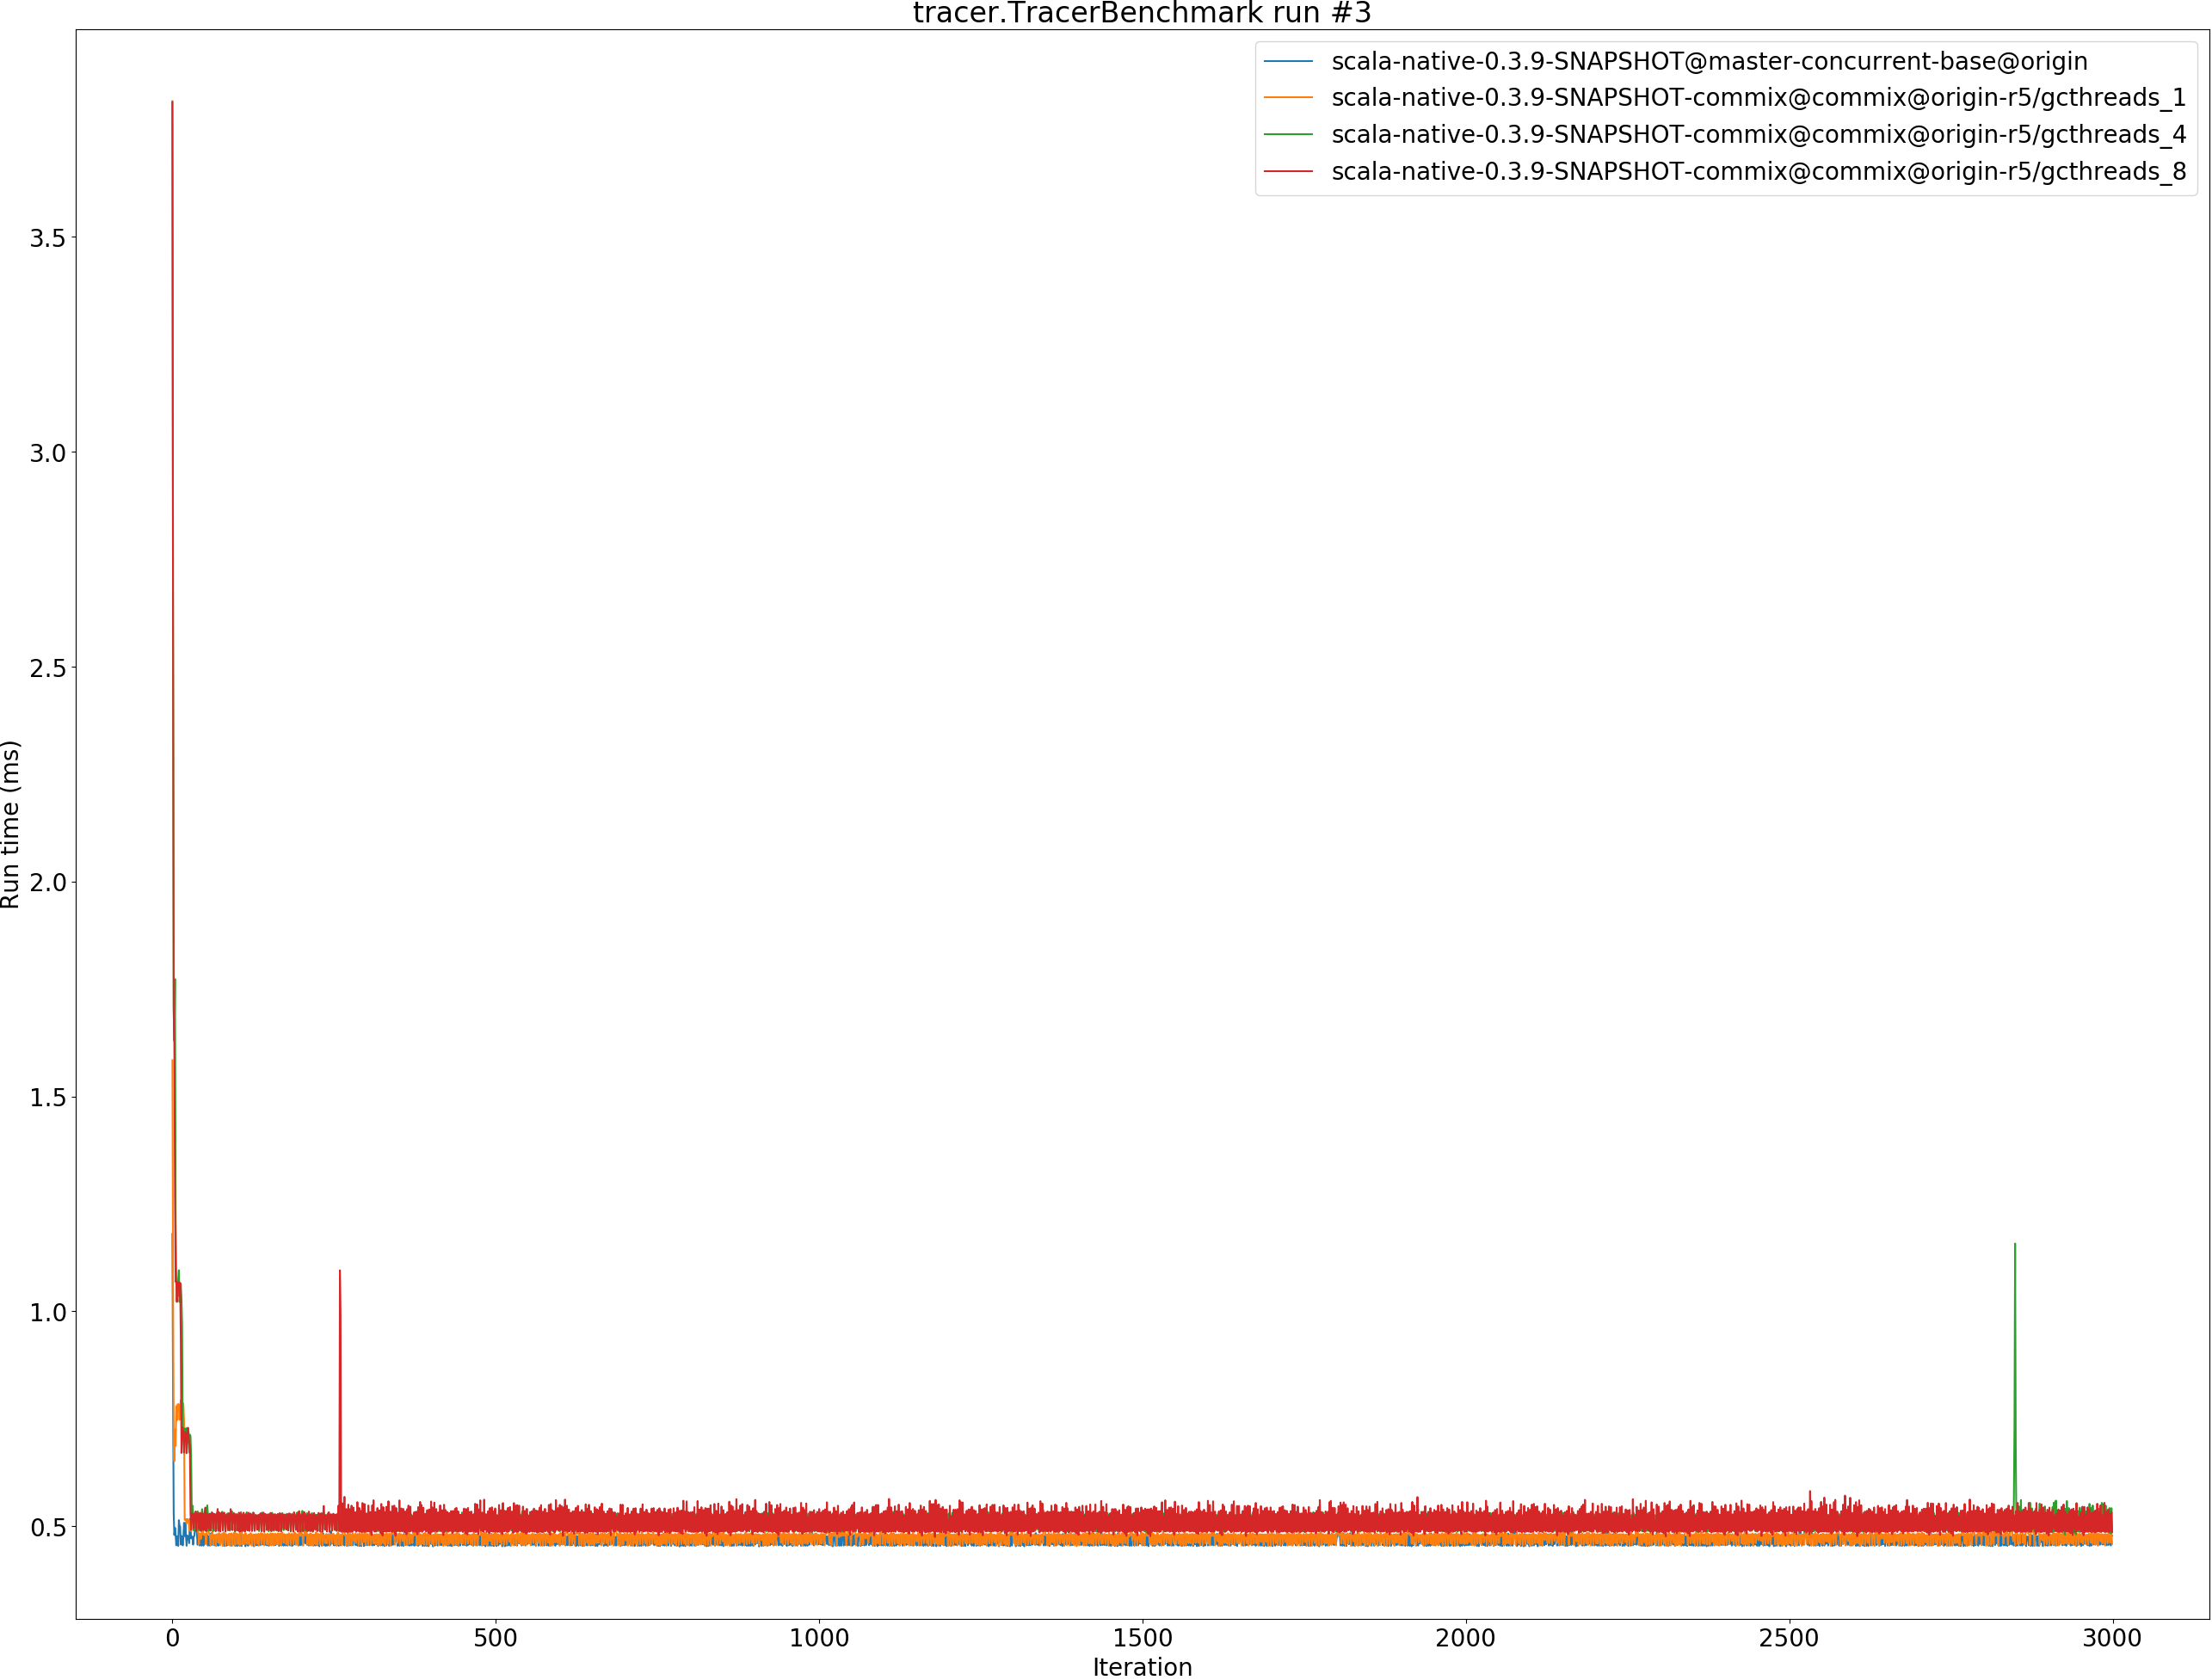 tracer.TracerBenchmark run #3
scala-native-0.3.9-SNAPSHOT@master-concurrent-base@origin
scala-native-0.3.9-SNAPSHOT-commix@commix@origin-r5/gcthreads_1
scala-native-0.3.9-SNAPSHOT-commix@commix@origin-r5/gcthreads_4
scala-native-0.3.9-SNAPSHOT-commix@commix@origin-r5/gcthreads_8
Run time (ms)
3.5
3.0
2.5
2.0
1.5
1.0
0.5
0 500 1000 1500 2000 2500 3000
Iteration